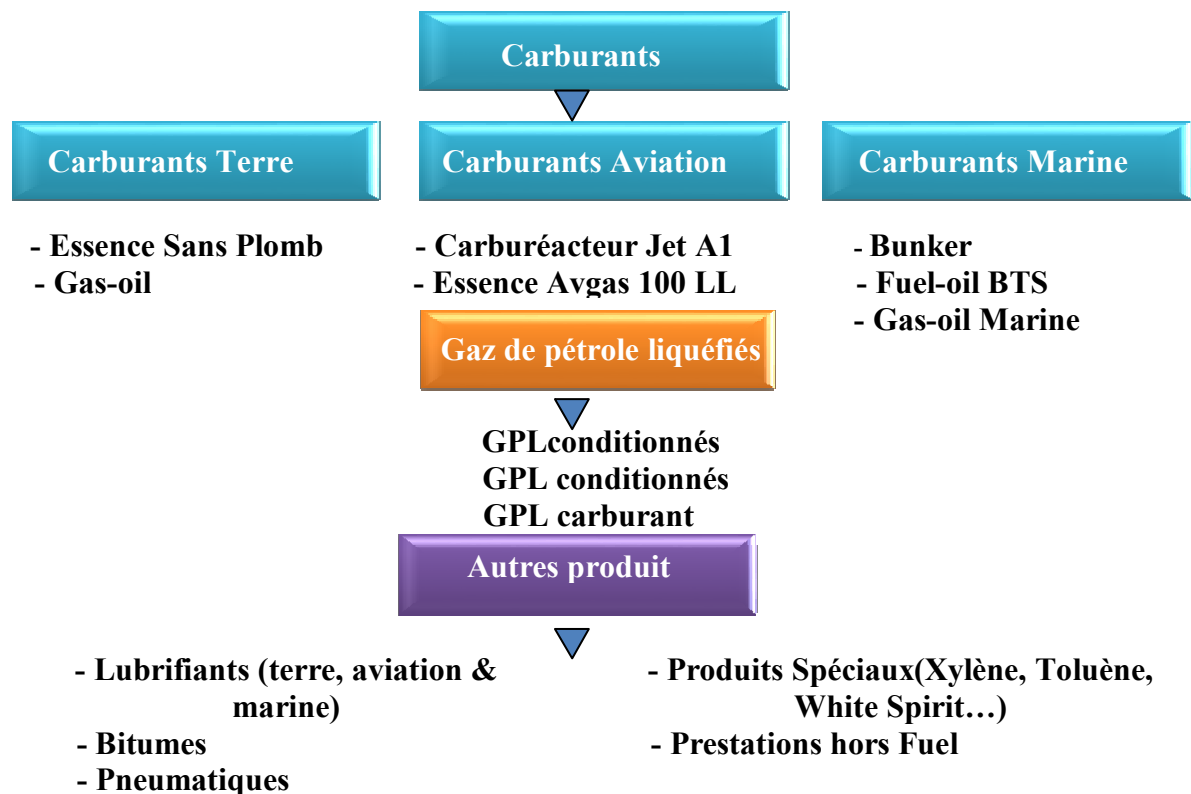 Carburants
Carburants Terre
Carburants Aviation
Carburants Marine
- Essence Sans Plomb
- Gas-oil
- Carburéacteur Jet A1
- Essence Avgas 100 LL
- Bunker
- Fuel-oil BTS
- Gas-oil Marine
Gaz de pétrole liquéfiés
GPLconditionnés
GPL conditionnés
GPL carburant
Autres produit
- Lubrifiants (terre, aviation &
marine)
- Bitumes
- Pneumatiques
- Produits Spéciaux(Xylène, Toluène,
White Spirit…)
- Prestations hors Fuel